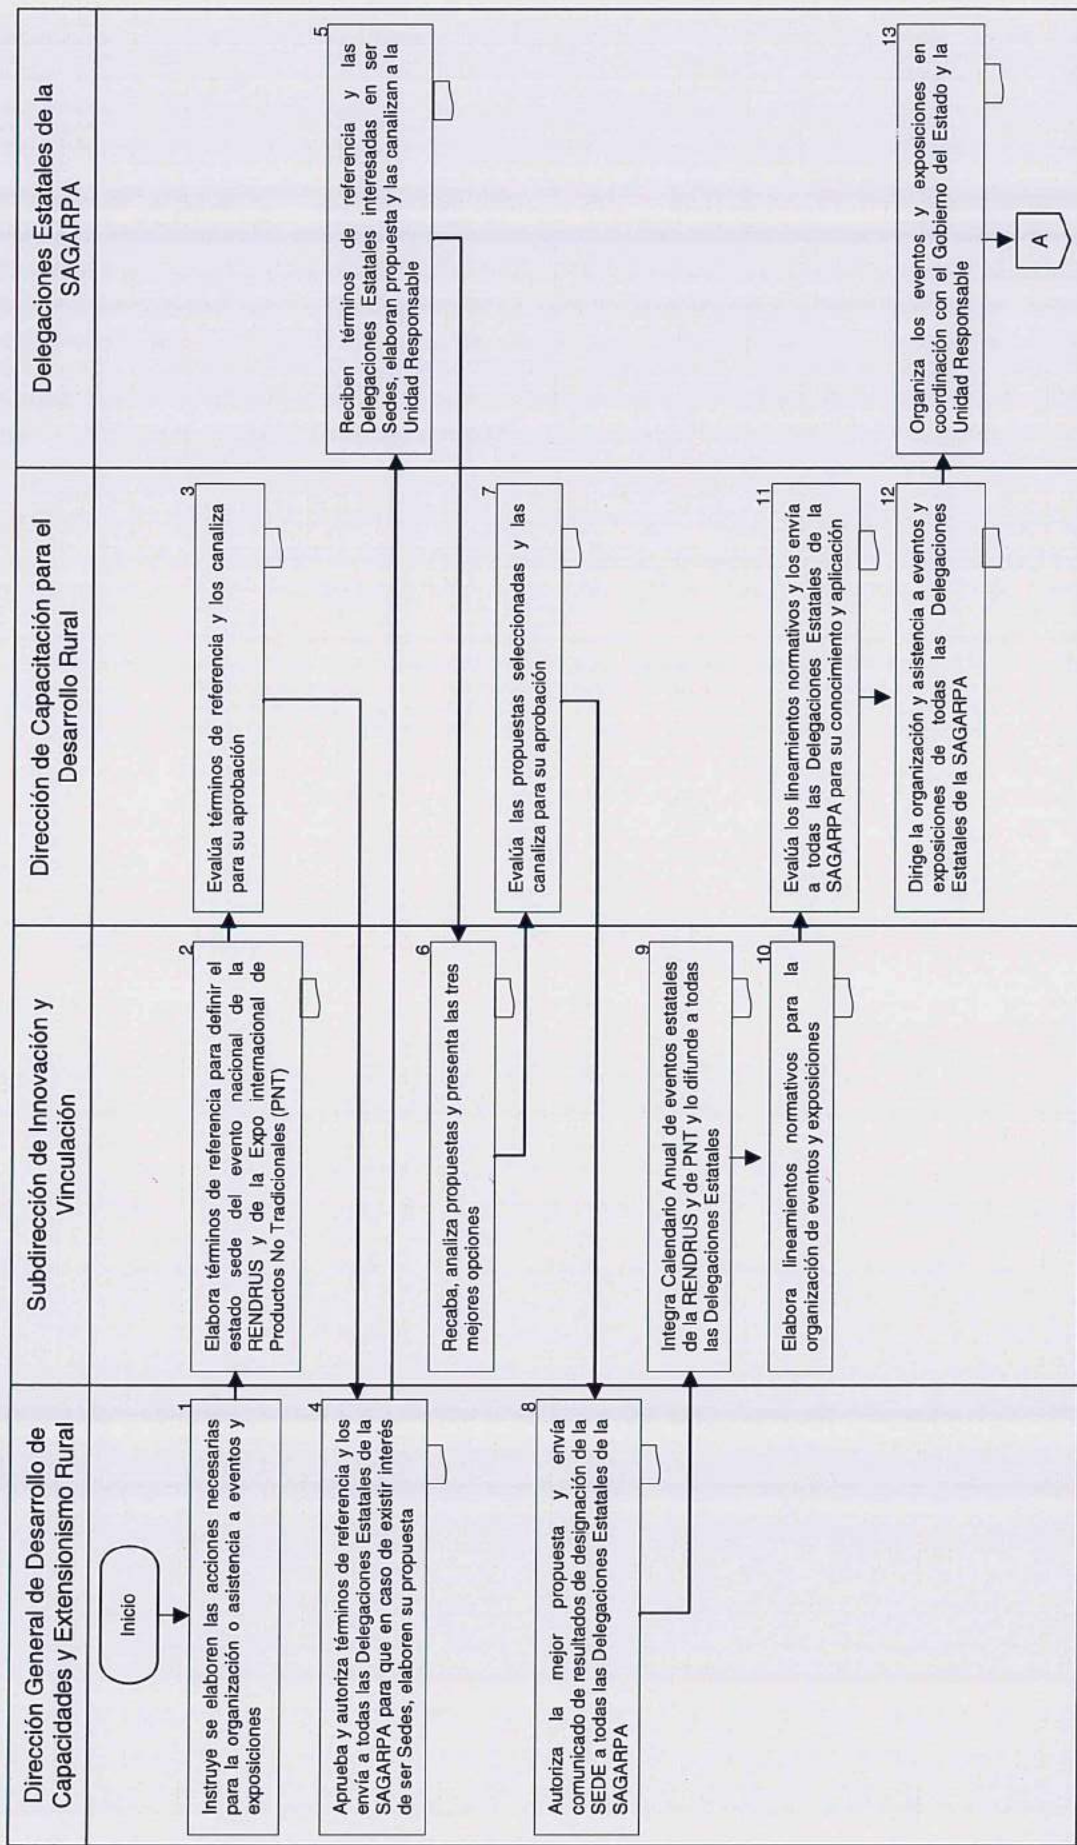 Dirección General de Desarrollo de
Capacidades y Extensionismo Rural
Subdirección de Innovación y
Vinculación
Dirección de Capacitación para el
Desarrollo Rural
Delegaciones Estatales de la
SAGARPA
Inicio
1
Instruye se elaboren las acciones necesarias
para la organización o asistencia a eventos y
exposiciones
2
Elabora términos de referencia para definir el
estado sede del evento nacional de la
RENDRUS y de la Expo internacional de
Productos No Tradicionales (PNT)
3
Evalúa términos de referencia y los canaliza
para su aprobación
4
Aprueba y autoriza términos de referencia y los
envía a todas las Delegaciones Estatales de la
SAGARPA para que en caso de existir interés
de ser Sedes, elaboren su propuesta
5
Reciben términos de referencia y las
Delegaciones Estatales interesadas en ser
Sedes, elaboran propuesta y las canalizan a la
Unidad Responsable
6
Recaba, analiza propuestas y presenta las tres
mejores opciones
7
Evalúa las propuestas seleccionadas y las
canaliza para su aprobación
8
Autoriza la mejor propuesta y envía
comunicado de resultados de designación de la
SEDE a todas las Delegaciones Estatales de la
SAGARPA
9
Integra Calendario Anual de eventos estatales
de la RENDRUS y de PNT y lo difunde a todas
las Delegaciones Estatales
10
Elabora lineamientos normativos para la
organización de eventos y exposiciones
11
Evalúa los lineamientos normativos y los envía
a todas las Delegaciones Estatales de la
SAGARPA para su conocimiento y aplicación
12
Dirige la organización y asistencia a eventos y
exposiciones de todas las Delegaciones
Estatales de la SAGARPA
13
Organiza los eventos y exposiciones en
coordinación con el Gobierno del Estado y la
Unidad Responsable
A